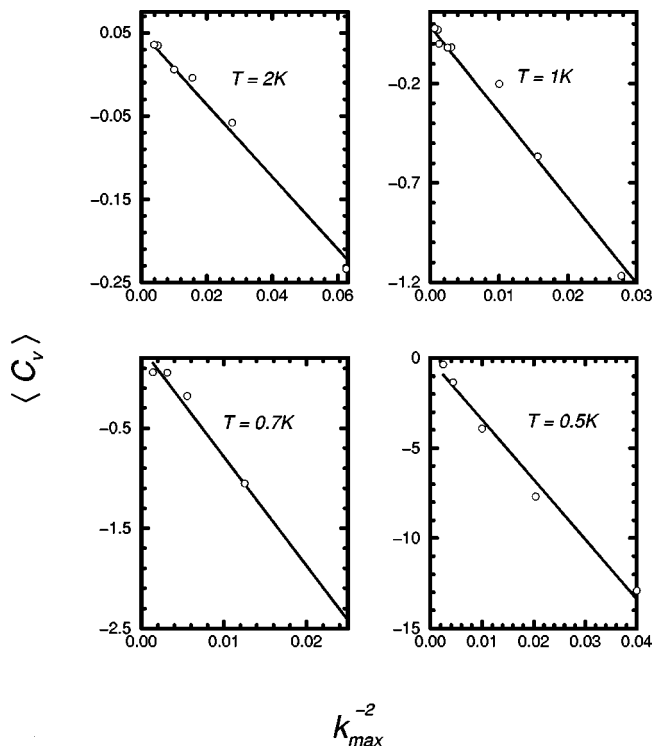 0.05
−0.05
−0.15
−0.25
0.00 0.02 0.04 0.06
T = 2K
−0.2
−0.7
−1.2
0.00 0.01 0.02 0.03
T = 1K
⟨ C_v ⟩
−0.5
−1.5
−2.5
0.00 0.01 0.02
T = 0.7K
0
−5
−10
−15
0.00 0.01 0.02 0.03 0.04
T = 0.5K
k_max^−2